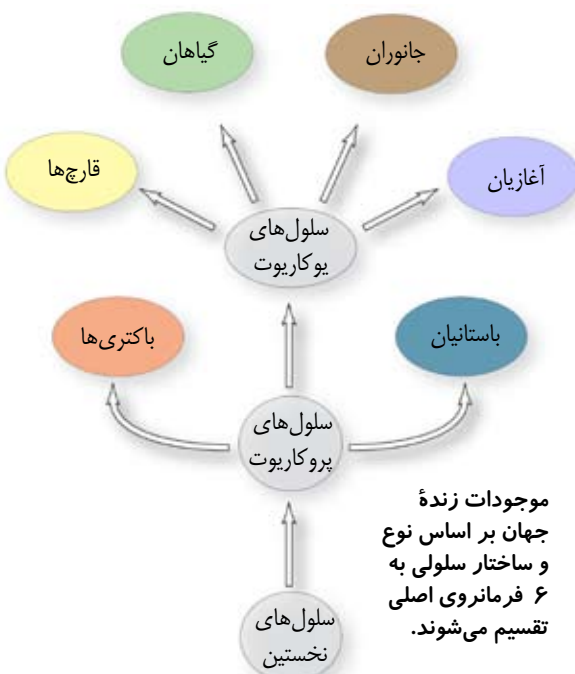 جانوران
گیاهان
آغازیان
قارچ‌ها
سلول‌های
یوکاریوت
باستانیان
باکتری‌ها
سلول‌های
پروکاریوت
موجودات زندهٔ
جهان بر اساس نوع
و ساختار سلولی به
۶ فرمانروی اصلی
تقسیم می‌شوند.
سلول‌های
نخستین